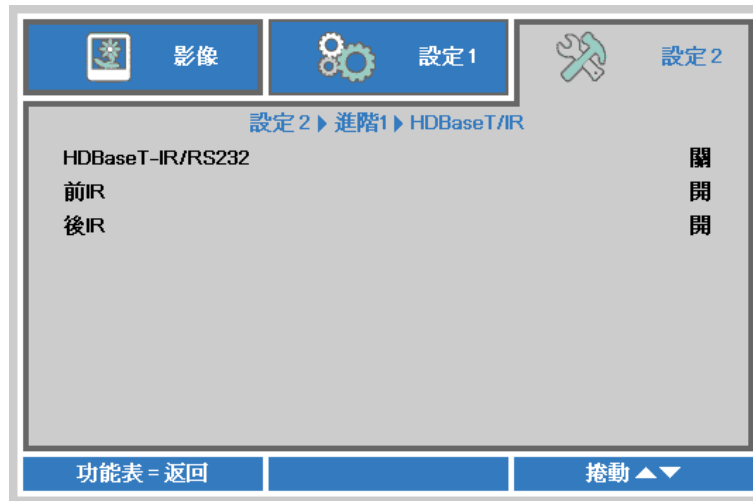 影像 設定1 設定2
設定2▶進階1▶HDBaseT/IR
HDBaseT-IR/RS232 關
前IR 開
後IR 開
功能表=返回 捲動▲▼